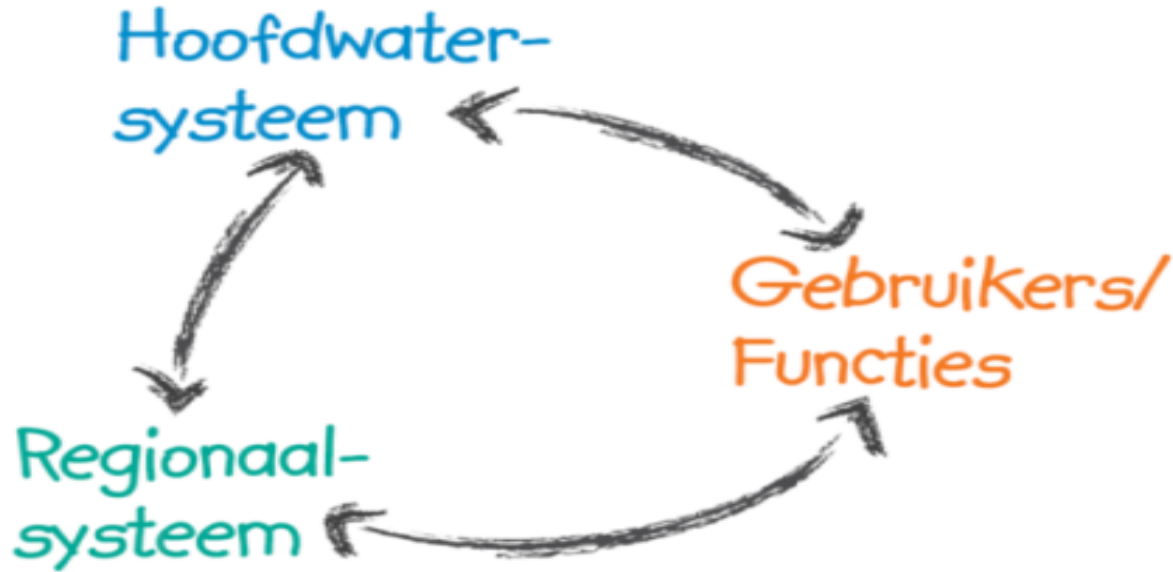 Hoofdwater-
systeem
Gebruikers/
Functies
Regionaal-
systeem